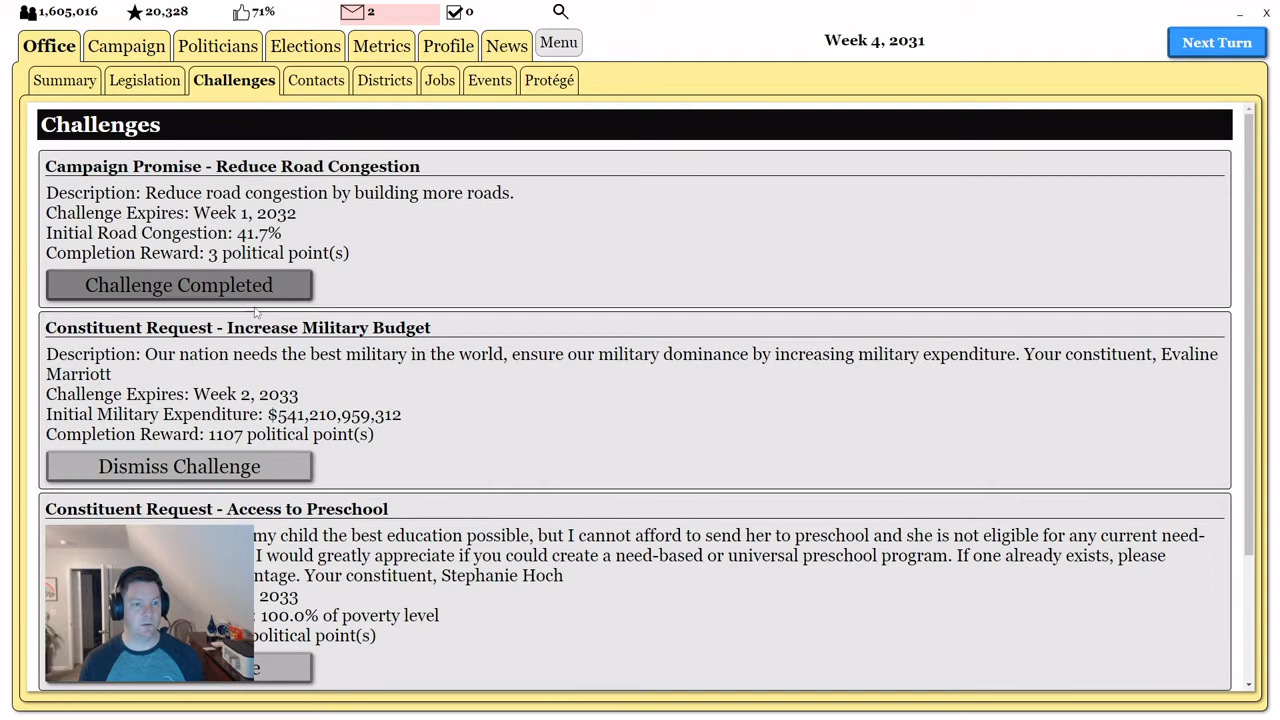 1,605,016 20,328 71% 2 0
_ X
Office Campaign Politicians Elections Metrics Profile News Menu
Week 4, 2031
Next Turn
Summary Legislation Challenges Contacts Districts Jobs Events Protégé
Challenges
Campaign Promise - Reduce Road Congestion
Description: Reduce road congestion by building more roads.
Challenge Expires: Week 1, 2032
Initial Road Congestion: 41.7%
Completion Reward: 3 political point(s)
Challenge Completed
Constituent Request - Increase Military Budget
Description: Our nation needs the best military in the world, ensure our military dominance by increasing military expenditure. Your constituent, Evaline
Marriott
Challenge Expires: Week 2, 2033
Initial Military Expenditure: $541,210,959,312
Completion Reward: 1107 political point(s)
Dismiss Challenge
Constituent Request - Access to Preschool
my child the best education possible, but I cannot afford to send her to preschool and she is not eligible for any current need-
I would greatly appreciate if you could create a need-based or universal preschool program. If one already exists, please
ntage. Your constituent, Stephanie Hoch
2033
: 100.0% of poverty level
political point(s)
e